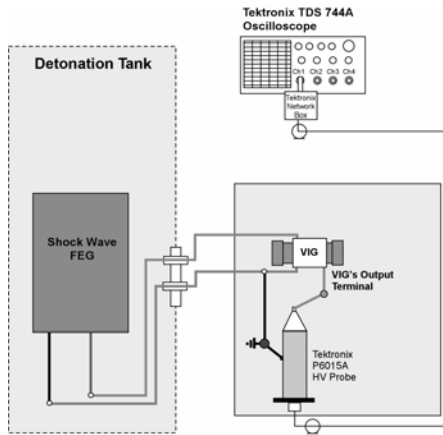 Tektronix TDS 744A
Oscilloscope
Ch1 Ch2 Ch3 Ch4
Tektronix
Network
Box
Detonation Tank
Shock Wave
FEG
VIG
VIG's Output
Terminal
Tektronix
P6015A
HV Probe